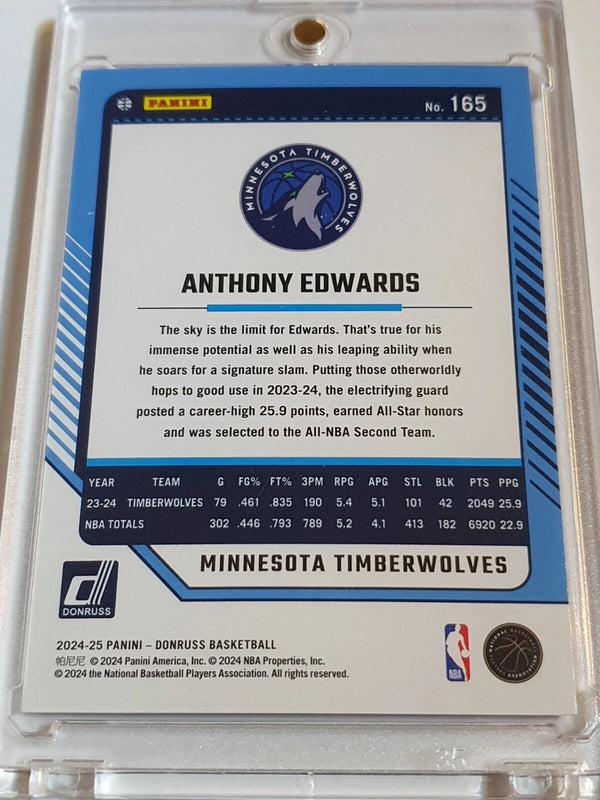 PANINI
No. 165
MINNESOTA TIMBERWOLVES
ANTHONY EDWARDS
The sky is the limit for Edwards. That's true for his
immense potential as well as his leaping ability when
he soars for a signature slam. Putting those otherworldly
hops to good use in 2023-24, the electrifying guard
posted a career-high 25.9 points, earned All-Star honors
and was selected to the All-NBA Second Team.
YEAR TEAM G FG% FT% 3PM RPG APG STL BLK PTS PPG
23-24 TIMBERWOLVES 79 .461 .835 190 5.4 5.1 101 42 2049 25.9
NBA TOTALS 302 .446 .793 789 5.2 4.1 413 182 6920 22.9
MINNESOTA TIMBERWOLVES
DONRUSS
2024-25 PANINI – DONRUSS BASKETBALL
帕尼尼 © 2024 Panini America, Inc. © 2024 NBA Properties, Inc.
© 2024 the National Basketball Players Association. All rights reserved.
NBA